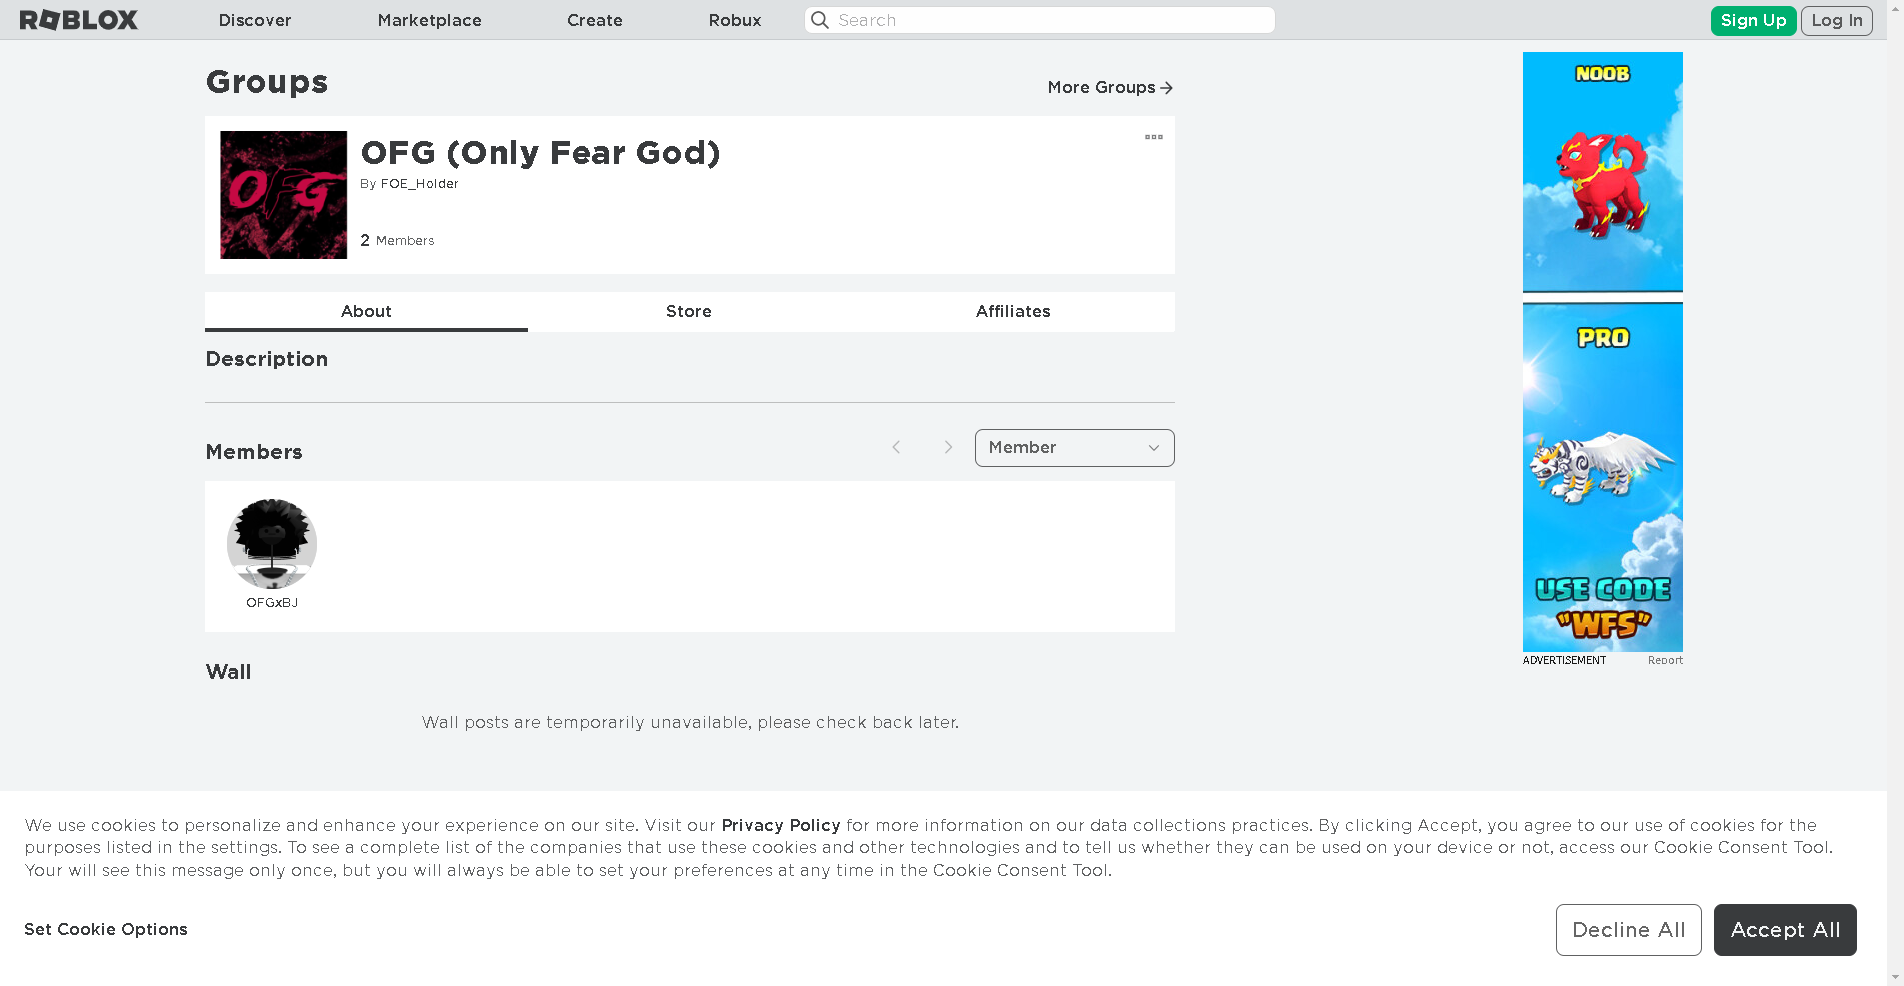 ROBLOX
Discover
Marketplace
Create
Robux
Search
Sign Up
Log In
Groups
More Groups
OFG
OFG (Only Fear God)
By FOE_Holder
2 Members
About
Store
Affiliates
Description
Members
Member
OFGxBJ
Wall
Wall posts are temporarily unavailable, please check back later.
NOOB
PRO
USE CODE
"WFS"
ADVERTISEMENT
Report
We use cookies to personalize and enhance your experience on our site. Visit our Privacy Policy for more information on our data collections practices. By clicking Accept, you agree to our use of cookies for the
purposes listed in the settings. To see a complete list of the companies that use these cookies and other technologies and to tell us whether they can be used on your device or not, access our Cookie Consent Tool.
Your will see this message only once, but you will always be able to set your preferences at any time in the Cookie Consent Tool.
Set Cookie Options
Decline All
Accept All